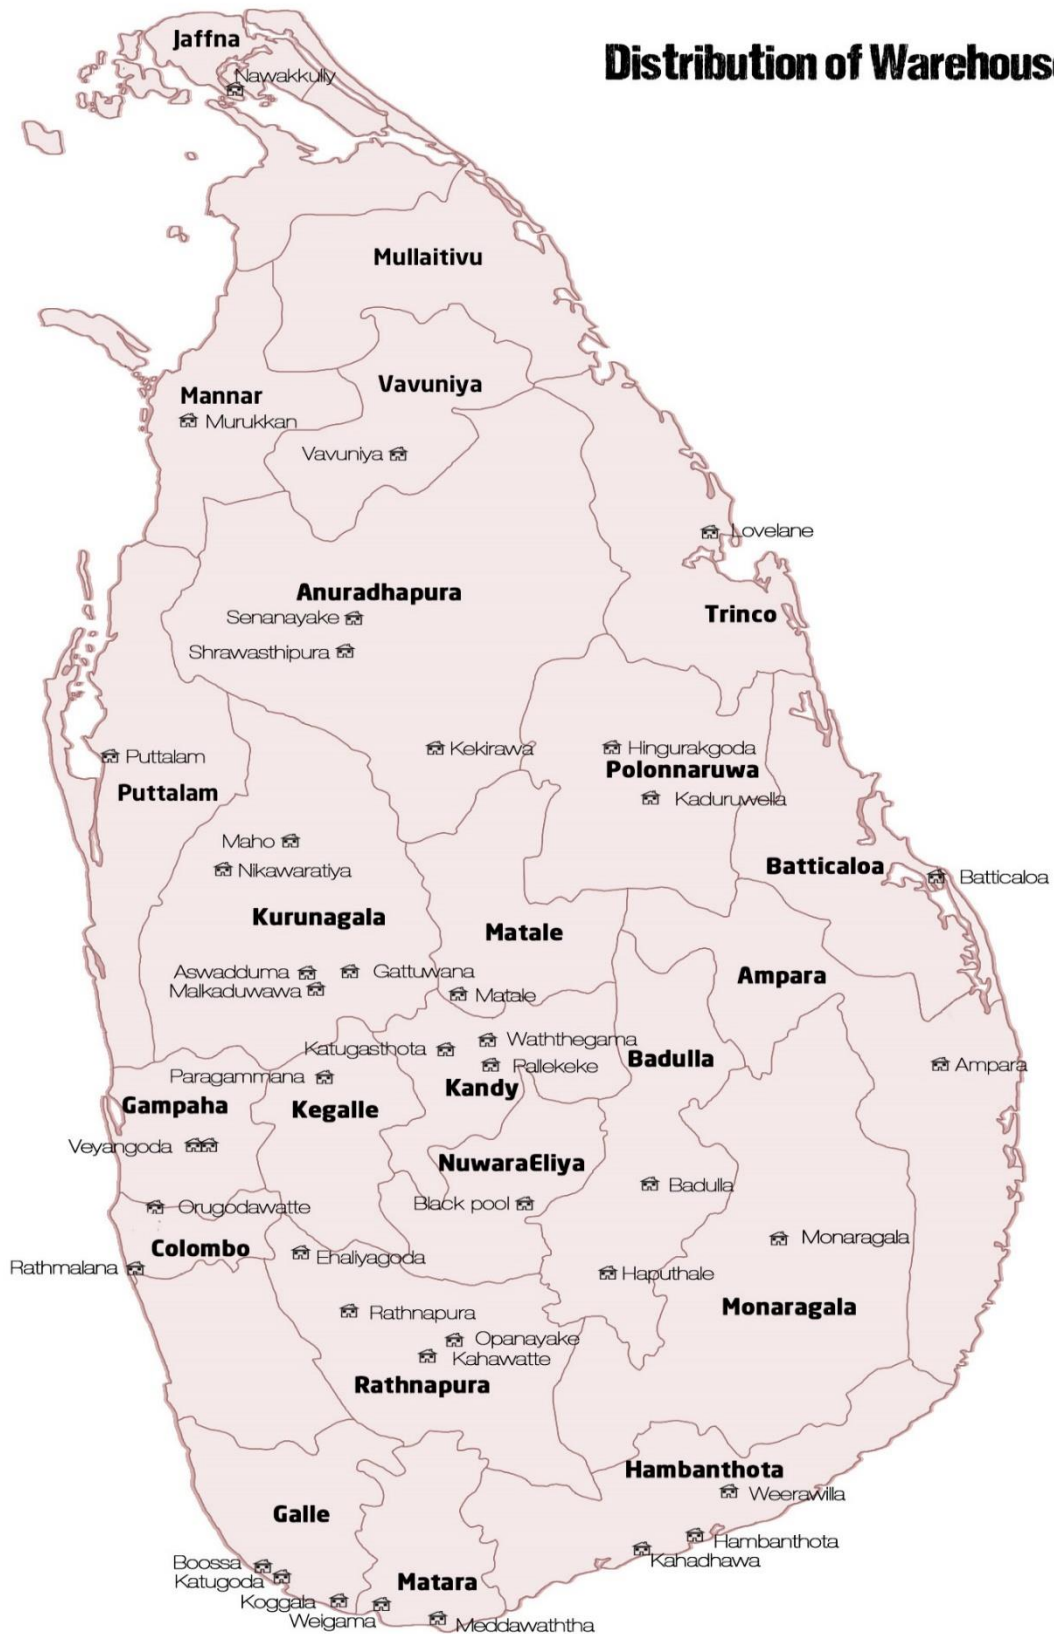 Jaffna
Distribution of Warehous
Nawakkully
Mullaitivu
Vavuniya
Mannar
Murukkan
Vavuniya
Lovelane
Anuradhapura
Trinco
Senanayake
Shrawasthipura
Kekirawa
Hingurakgoda
Puttalam
Polonnaruwa
Puttalam
Kaduruwella
Maho
Nikawaratiya
Batticaloa
Batticaloa
Kurunagala
Matale
Aswadduma
Gattuwana
Ampara
Malkaduwawa
Matale
Waththegama
Katugasthota
Badulla
Pallekeke
Ampara
Paragammana
Kandy
Gampaha
Kegalle
Veyangoda
NuwaraEliya
Badulla
Black pool
Orugodawatte
Monaragala
Colombo
Ehaliyagoda
Rathmalana
Haputhale
Monaragala
Rathnapura
Opanayake
Kahawatte
Rathnapura
Hambanthota
Weerawilla
Galle
Hambanthota
Kahadhawa
Boossa
Katugoda
Matara
Koggala
Weigama
Meddawaththa